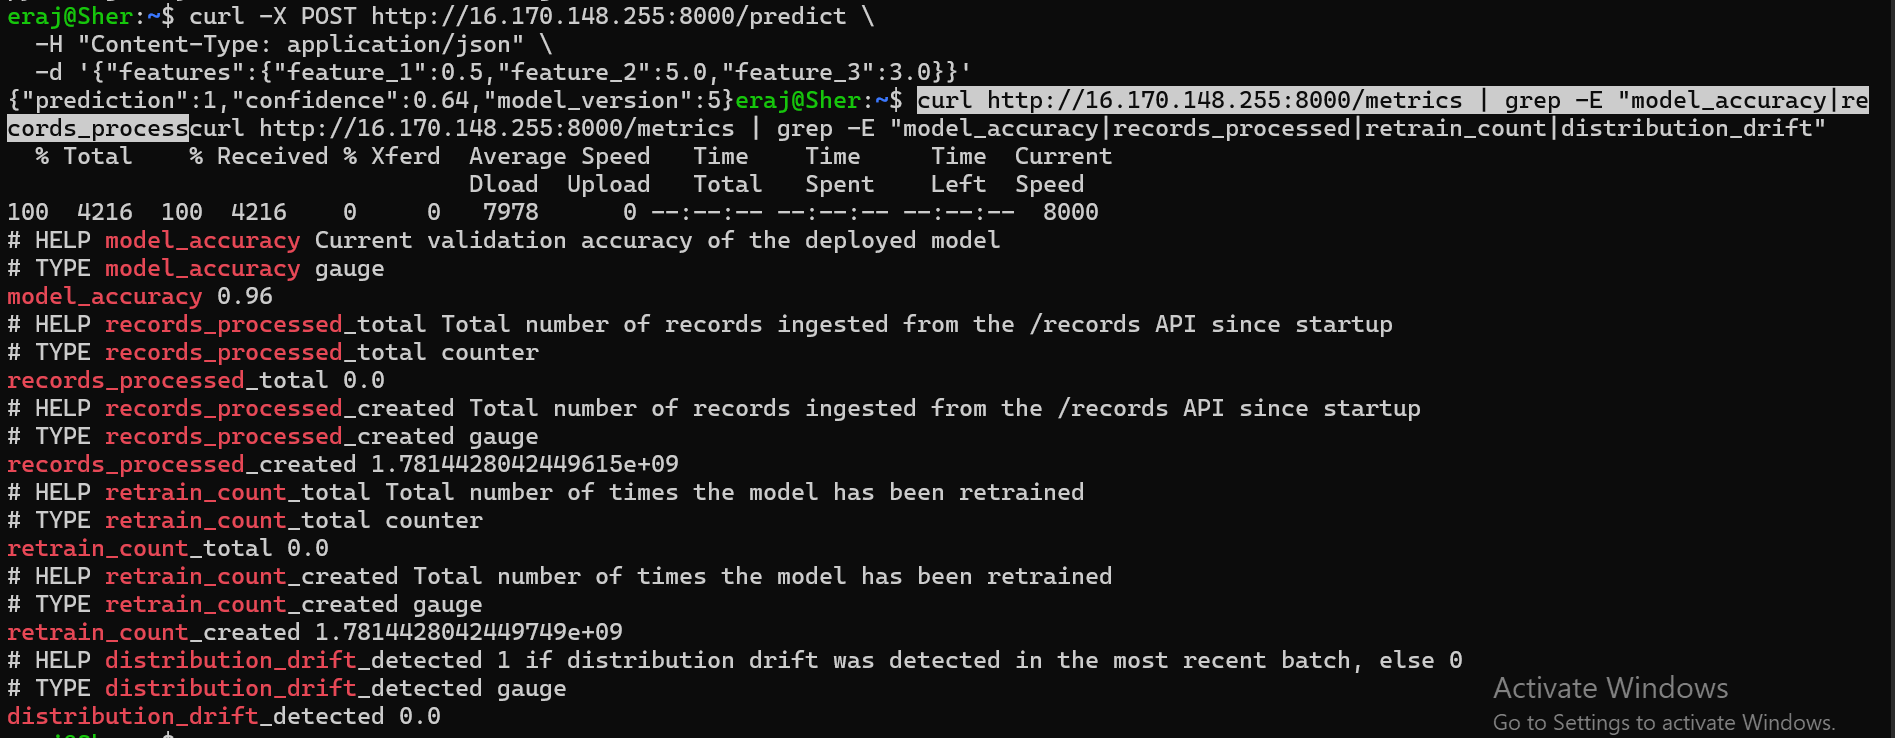 eraj@Sher:~$ curl -X POST http://16.170.148.255:8000/predict \
  -H "Content-Type: application/json" \
  -d '{"features":{"feature_1":0.5,"feature_2":5.0,"feature_3":3.0}}'
{"prediction":1,"confidence":0.64,"model_version":5}eraj@Sher:~$ curl http://16.170.148.255:8000/metrics | grep -E "model_accuracy|re
cords_processcurl http://16.170.148.255:8000/metrics | grep -E "model_accuracy|records_processed|retrain_count|distribution_drift"
  % Total    % Received % Xferd  Average Speed   Time    Time     Time  Current
                                 Dload  Upload   Total   Spent    Left  Speed
100  4216  100  4216    0     0   7978      0 --:--:-- --:--:-- --:--:--  8000
# HELP model_accuracy Current validation accuracy of the deployed model
# TYPE model_accuracy gauge
model_accuracy 0.96
# HELP records_processed_total Total number of records ingested from the /records API since startup
# TYPE records_processed_total counter
records_processed_total 0.0
# HELP records_processed_created Total number of records ingested from the /records API since startup
# TYPE records_processed_created gauge
records_processed_created 1.7814428042449615e+09
# HELP retrain_count_total Total number of times the model has been retrained
# TYPE retrain_count_total counter
retrain_count_total 0.0
# HELP retrain_count_created Total number of times the model has been retrained
# TYPE retrain_count_created gauge
retrain_count_created 1.7814428042449749e+09
# HELP distribution_drift_detected 1 if distribution drift was detected in the most recent batch, else 0
# TYPE distribution_drift_detected gauge
distribution_drift_detected 0.0
Activate Windows
Go to Settings to activate Windows.